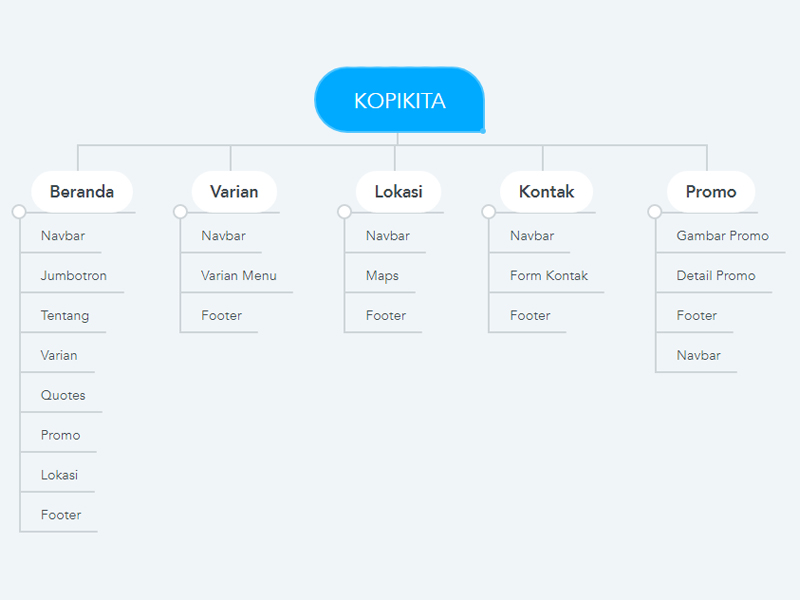 KOPIKITA
Beranda
Navbar
Jumbotron
Tentang
Varian
Quotes
Promo
Lokasi
Footer
Varian
Navbar
Varian Menu
Footer
Lokasi
Navbar
Maps
Footer
Kontak
Navbar
Form Kontak
Footer
Promo
Gambar Promo
Detail Promo
Footer
Navbar